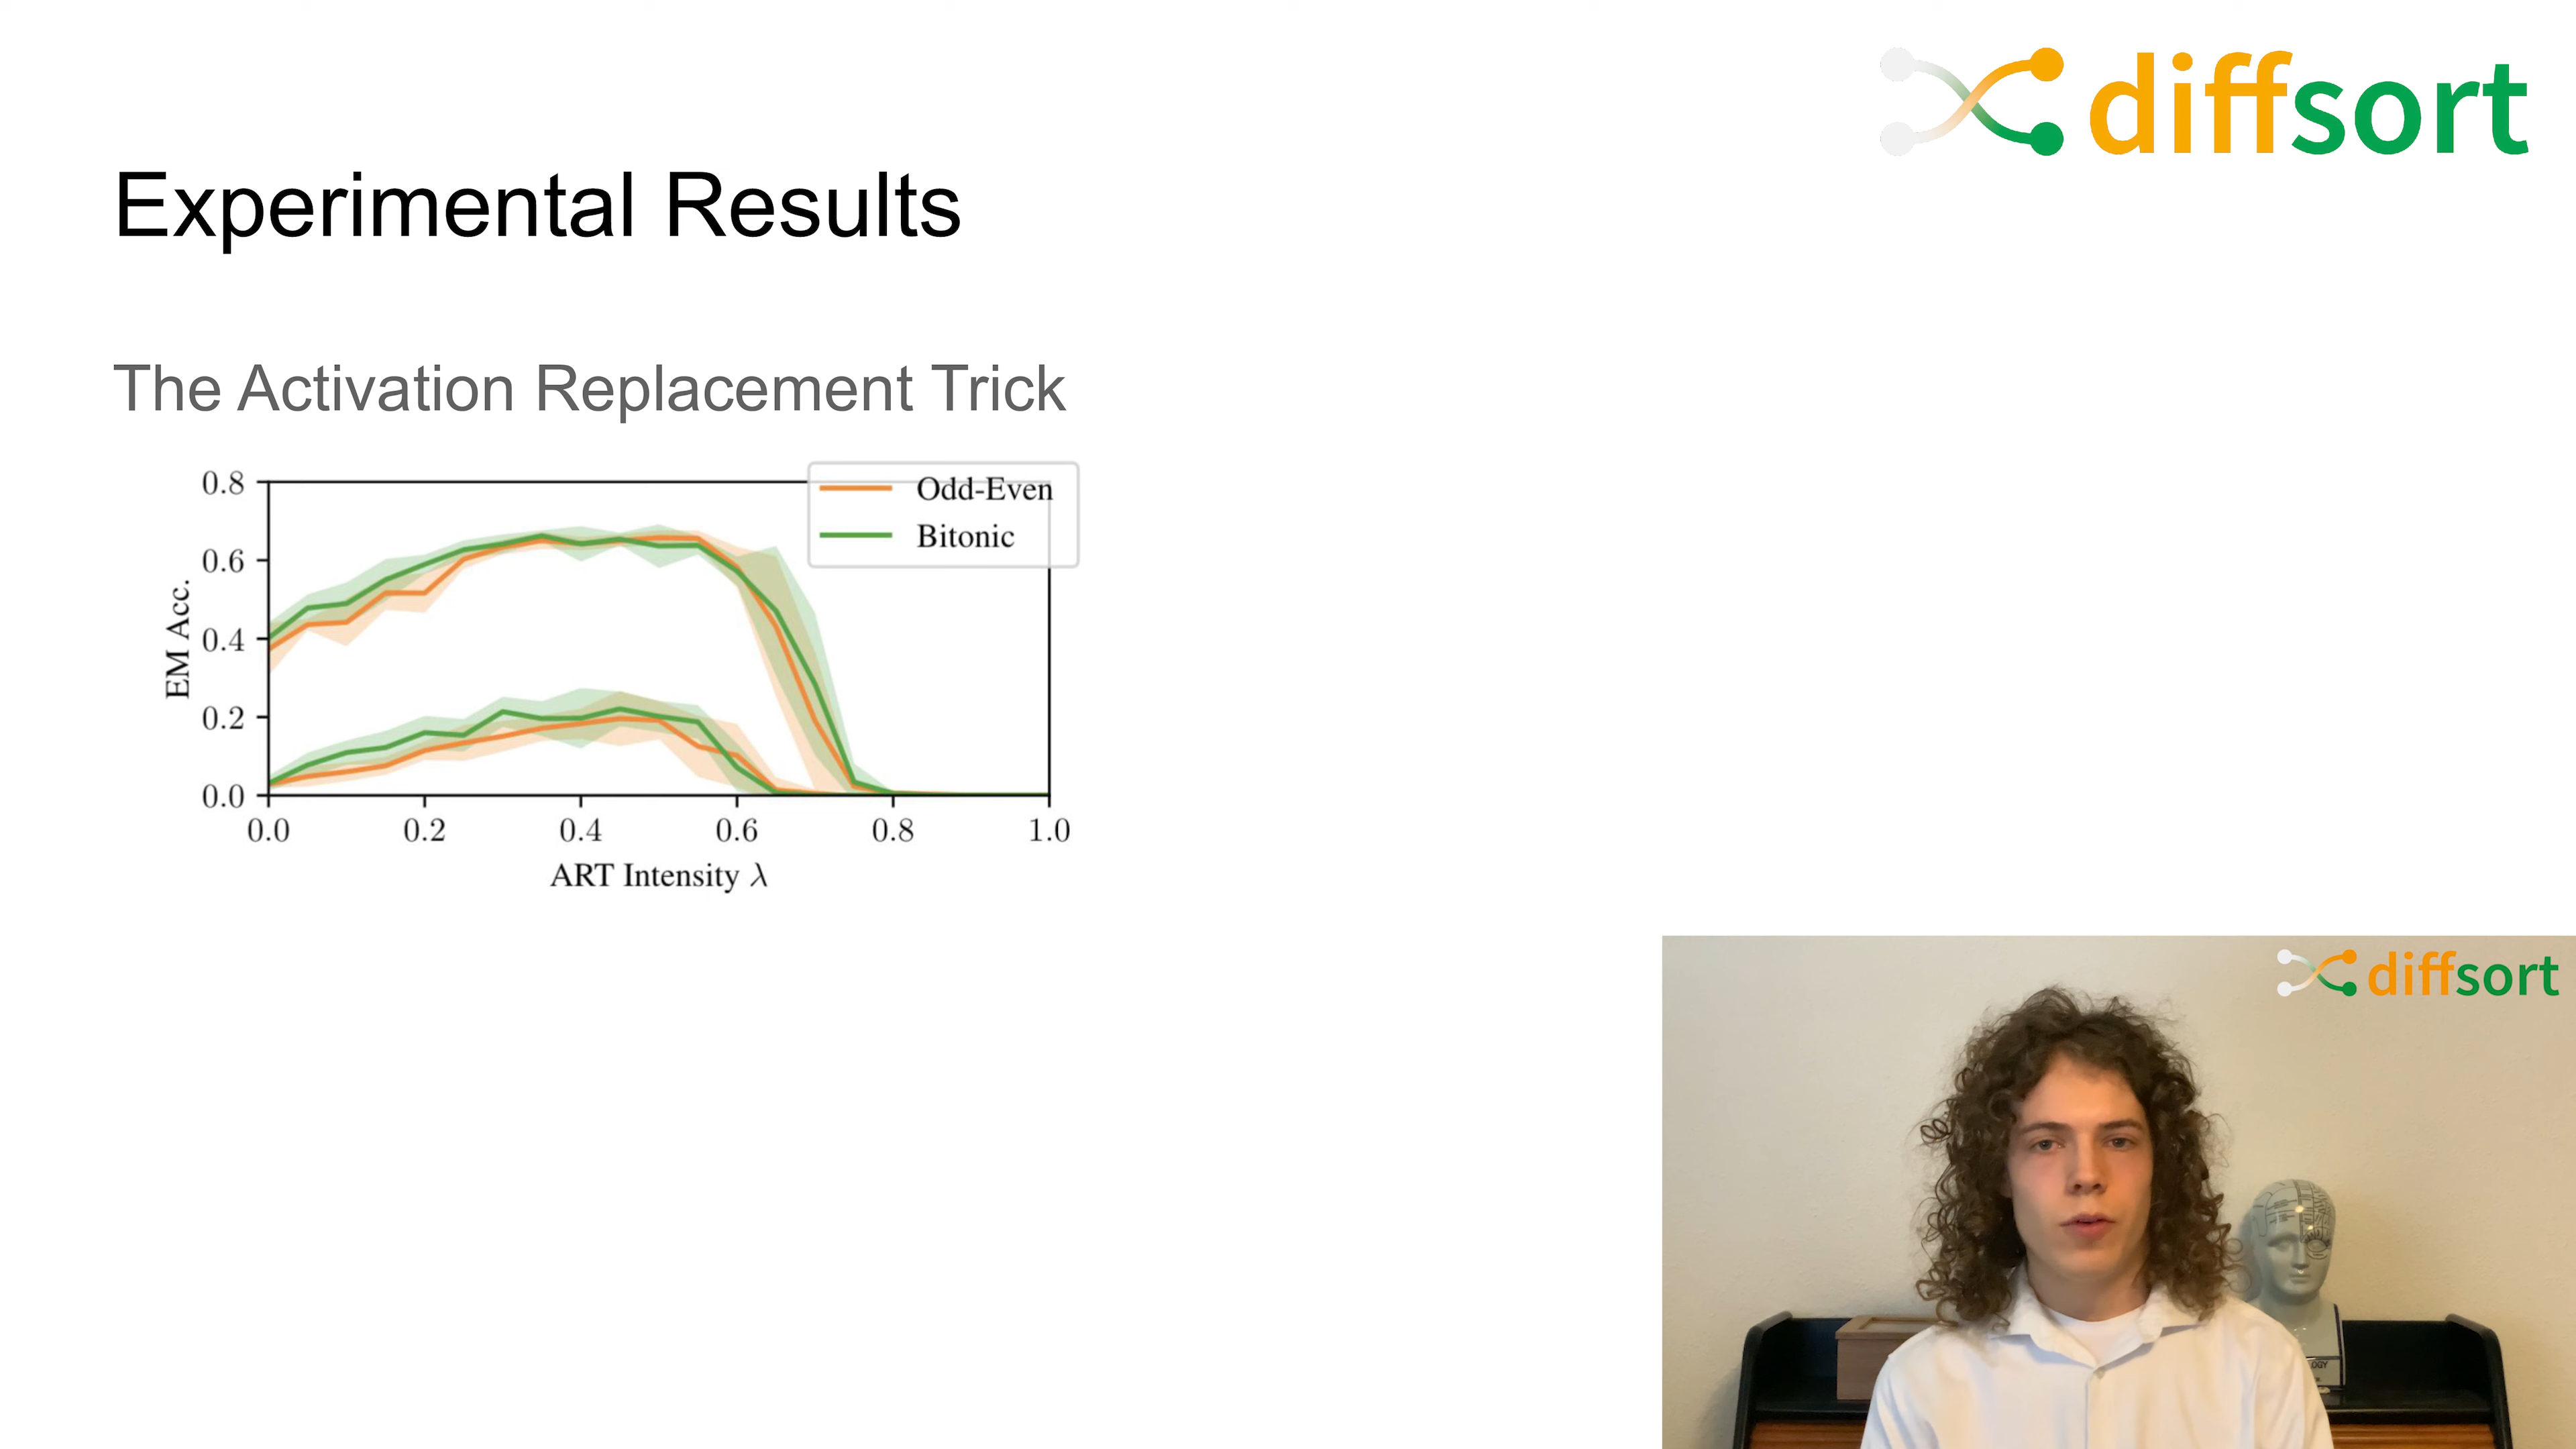 diffsort
Experimental Results
The Activation Replacement Trick
Odd-Even
Bitonic
EM Acc.
0.8
0.6
0.4
0.2
0.0
0.0 0.2 0.4 0.6 0.8 1.0
ART Intensity λ
diffsort
OGY